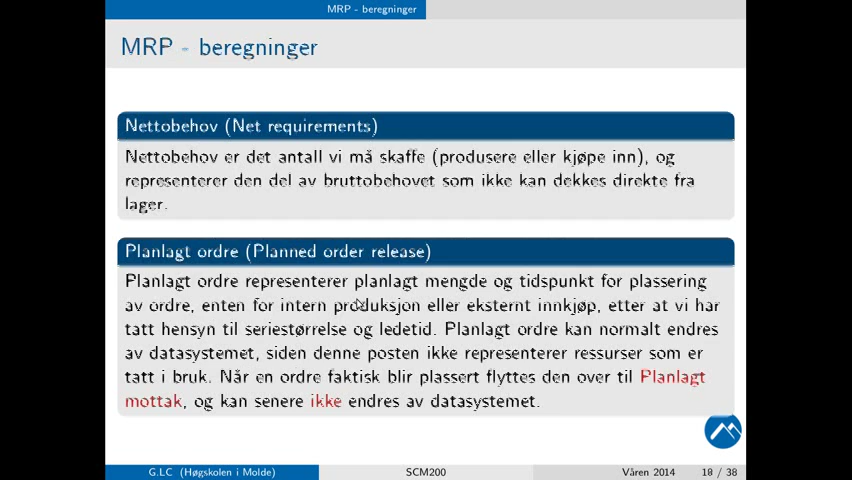 MRP - beregninger
MRP - beregninger
Nettobehov (Net requirements)
Nettobehov er det antall vi må skaffe (produsere eller kjøpe inn), og
representerer den del av bruttobehovet som ikke kan dekkes direkte fra
lager.
Planlagt ordre (Planned order release)
Planlagt ordre representerer planlagt mengde og tidspunkt for plassering
av ordre, enten for intern produksjon eller eksternt innkjøp, etter at vi har
tatt hensyn til seriestørrelse og ledetid. Planlagt ordre kan normalt endres
av datasystemet, siden denne posten ikke representerer ressurser som er
tatt i bruk. Når en ordre faktisk blir plassert flyttes den over til Planlagt
mottak, og kan senere ikke endres av datasystemet.
G.LC (Høgskolen i Molde) SCM200 Våren 2014 18 / 38